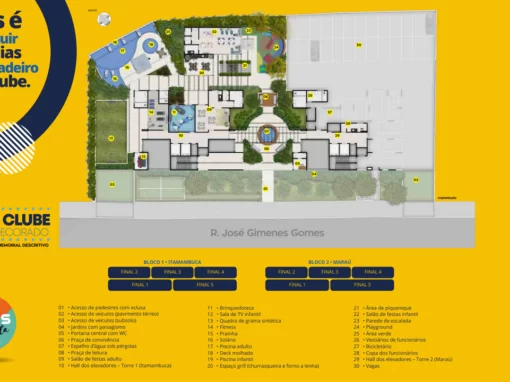 s é
uir
ias
adeiro
ube.
R. José Gimenes Gomes
CLUBE
ECORADO
EMORIAL DESCRITIVO
BLOCO 1 • ITAMAMBUCA
FINAL 2 FINAL 3 FINAL 4
FINAL 1 FINAL 5
BLOCO 2 • MARAÚ
FINAL 2 FINAL 3 FINAL 4
FINAL 1 FINAL 3
01 • Acesso de pedestres com eclusa
02 • Acesso de veículos (pavimento térreo)
03 • Acesso de veículos (subsolo)
04 • Jardins com paisagismo
05 • Portaria central com WC
06 • Praça de convivência
07 • Espelho d'água sob pérgolas
08 • Praça de leitura
09 • Salão de festas adulto
10 • Hall dos elevadores - Torre 1 (Itamambuca)
11 • Brinquedoteca
12 • Sala de TV infantil
13 • Quadra de grama sintética
14 • Fitness
15 • Prainha
16 • Solário
17 • Piscina adulto
18 • Deck molhado
19 • Piscina infantil
20 • Espaço grill (churrasqueira e forno a lenha)
21 • Área de piquenique
22 • Salão de festas infantil
23 • Parede de escalada
24 • Playground
25 • Área verde
26 • Vestiários de funcionários
27 • Bicicletário
28 • Copa dos funcionários
29 • Hall dos elevadores - Torre 2 (Maraú)
30 • Vagas